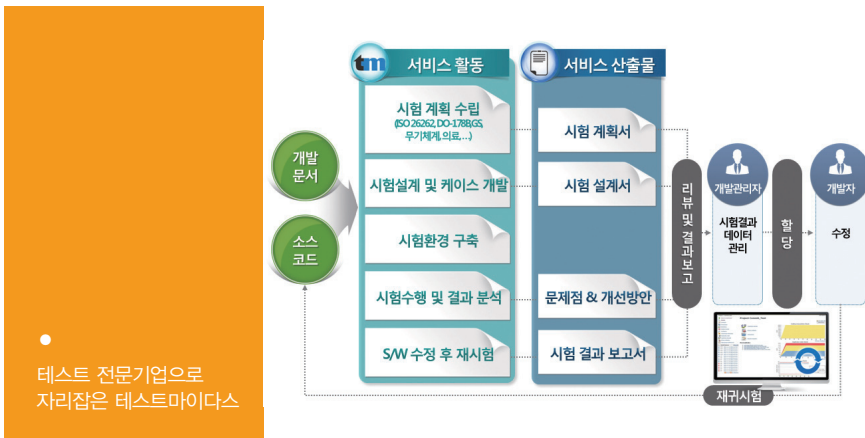 테스트 전문기업으로
자리잡은 테스트마이다스
개발
문서
소스
코드
tm 서비스 활동
시험 계획 수립
(ISO 26262, DO-178B,GS,
무기체계, 의료, …)
시험설계 및 케이스 개발
시험환경 구축
시험수행 및 결과 분석
S/W 수정 후 재시험
서비스 산출물
시험 계획서
시험 설계서
문제점 & 개선방안
시험 결과 보고서
리뷰 및 결과보고
개발관리자
시험결과
데이터
관리
할당
개발자
수정
재귀시험